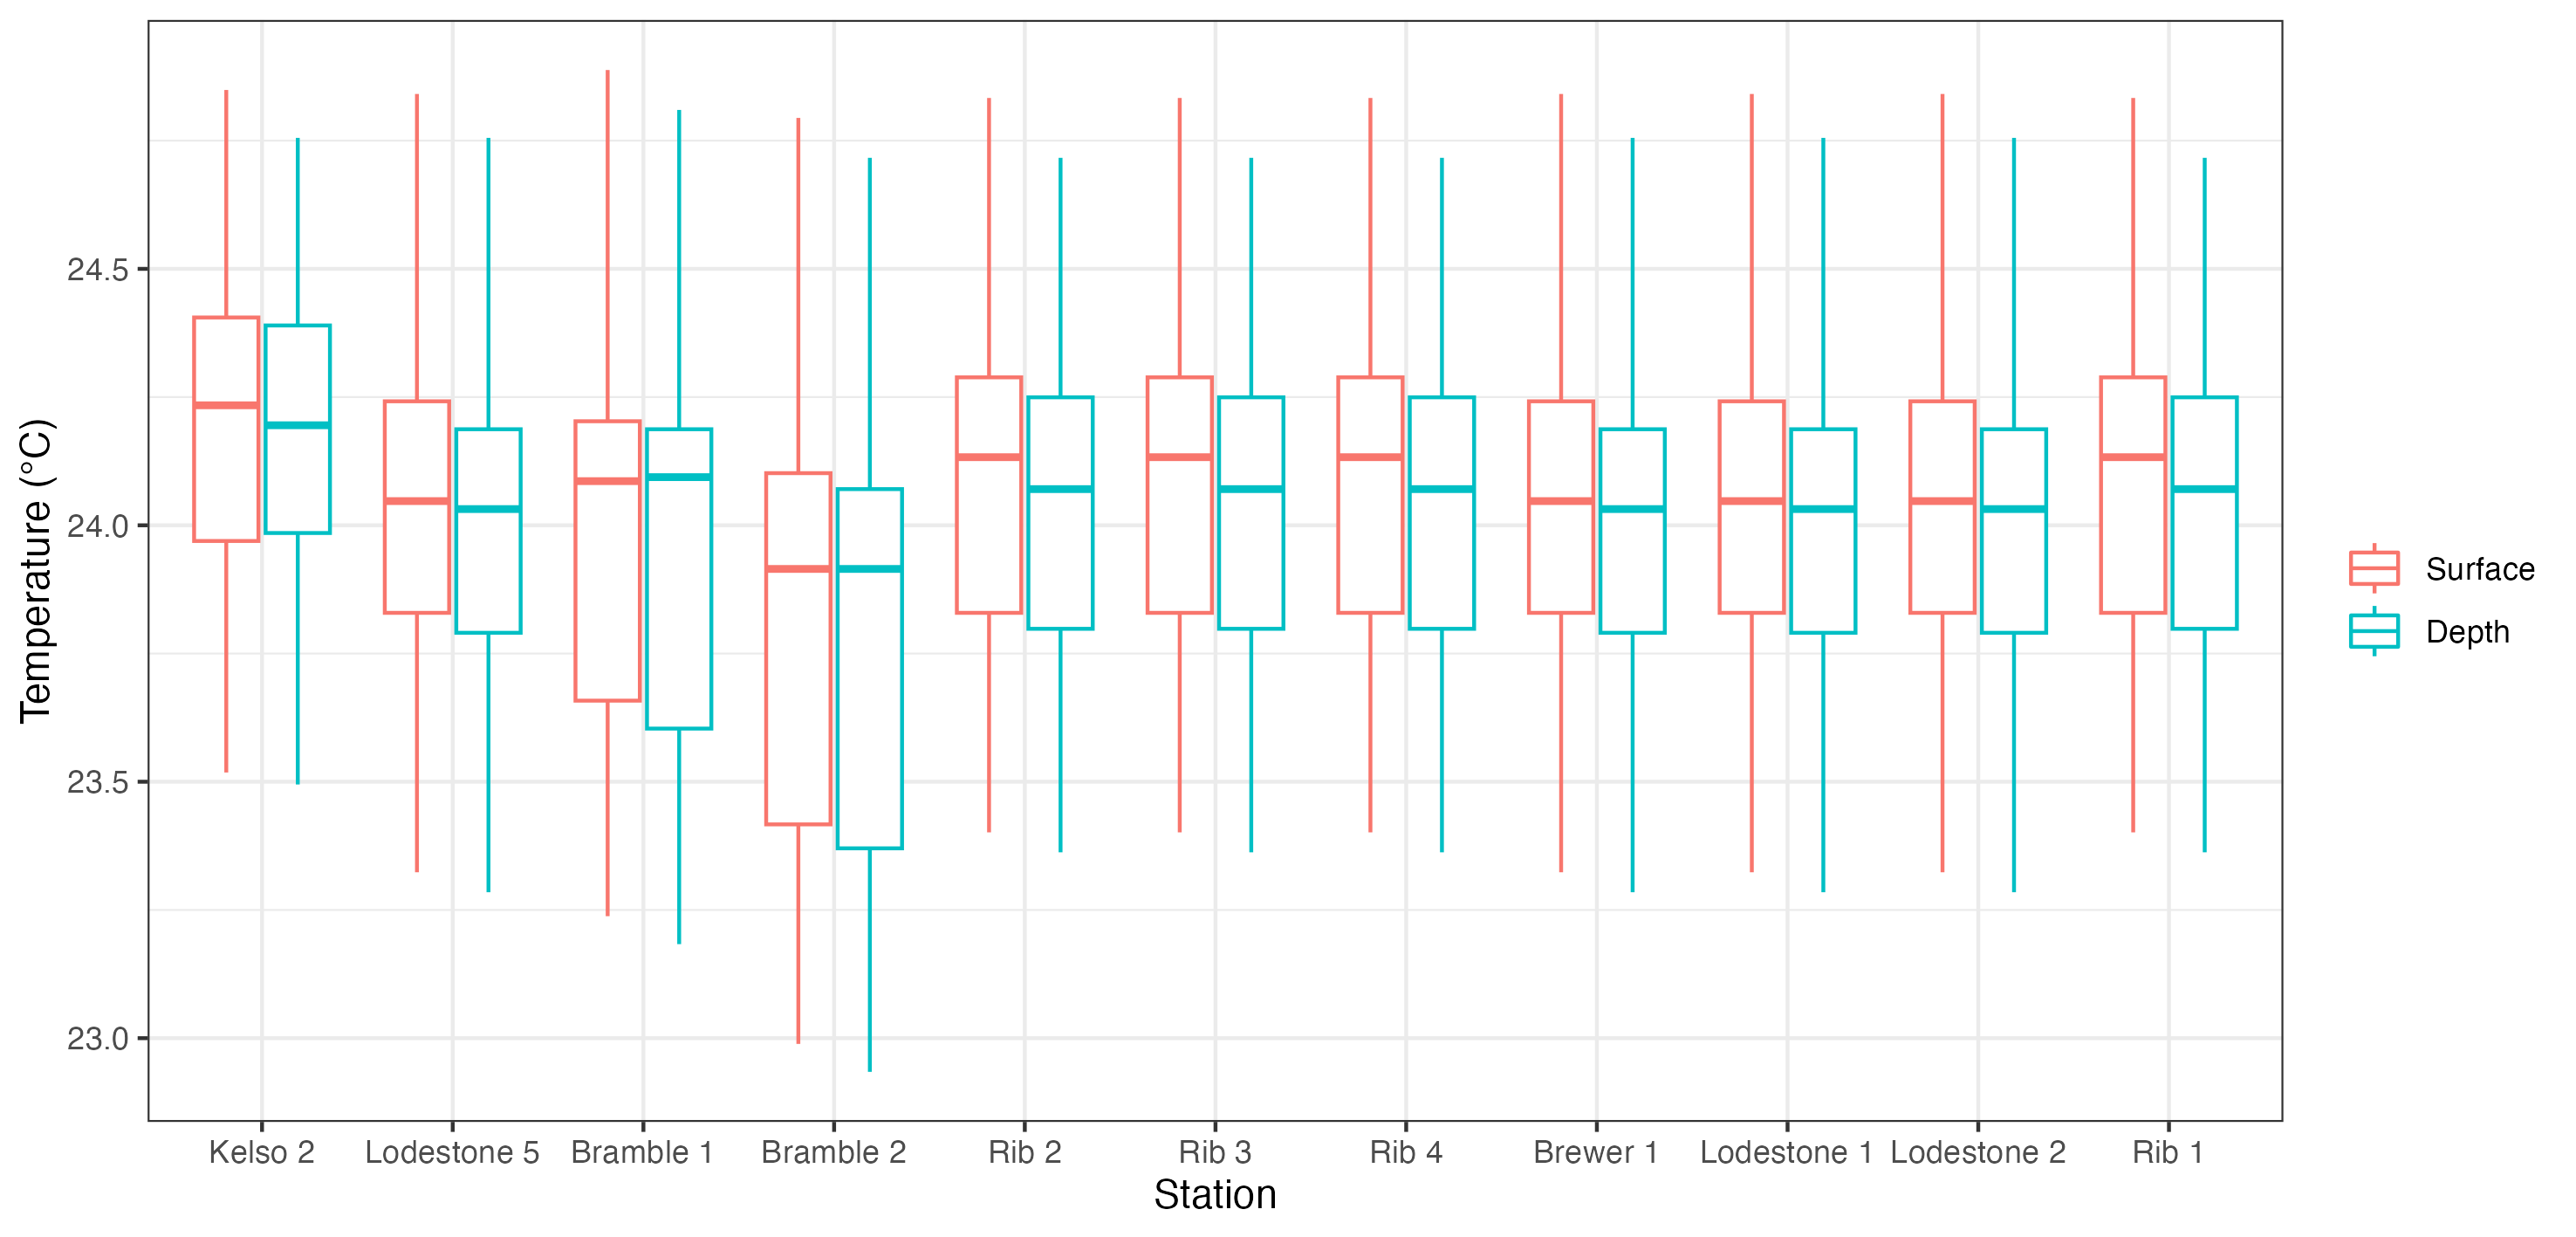 Temperature (°C)
24.5
24.0
23.5
23.0
Kelso 2 Lodestone 5 Bramble 1 Bramble 2 Rib 2 Rib 3 Rib 4 Brewer 1 Lodestone 1 Lodestone 2 Rib 1
Station
Surface
Depth